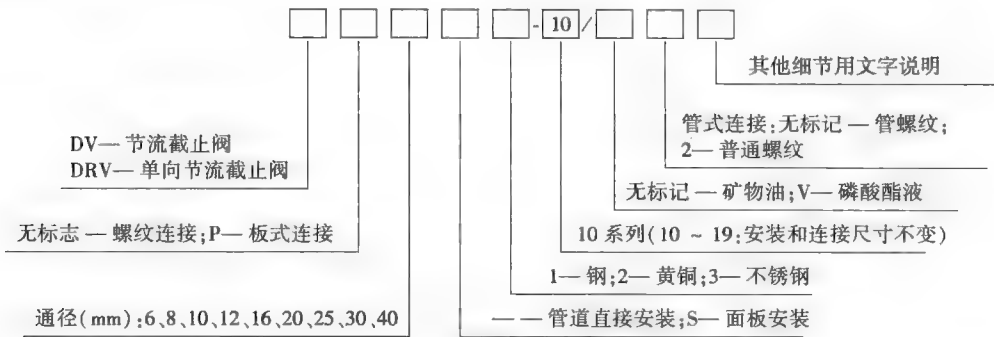 - 10 /
其他细节用文字说明
管式连接;无标记 — 管螺纹;
2— 普通螺纹
DV— 节流截止阀
DRV— 单向节流截止阀
无标记 — 矿物油;V— 磷酸酯液
无标志 — 螺纹连接;P— 板式连接
10 系列(10 ~ 19:安装和连接尺寸不变)
1— 钢;2— 黄铜;3— 不锈钢
通径(mm):6、8、10、12、16、20、25、30、40
— — 管道直接安装;S— 面板安装